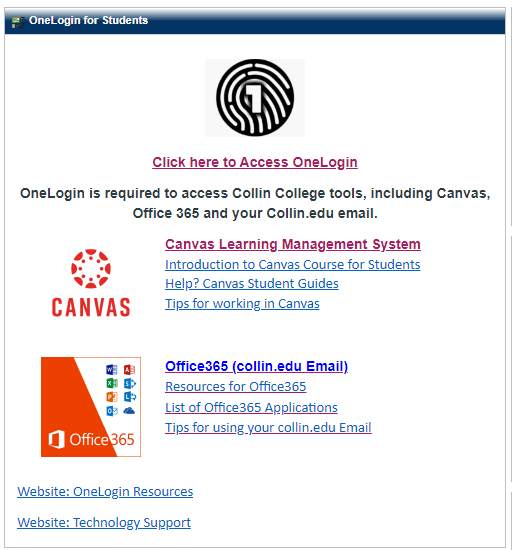 OneLogin for Students
1
Click here to Access OneLogin
OneLogin is required to access Collin College tools, including Canvas,
Office 365 and your Collin.edu email.
CANVAS
Canvas Learning Management System
Introduction to Canvas Course for Students
Help? Canvas Student Guides
Tips for working in Canvas
Office365
Office365 (collin.edu Email)
Resources for Office365
List of Office365 Applications
Tips for using your collin.edu Email
Website: OneLogin Resources
Website: Technology Support